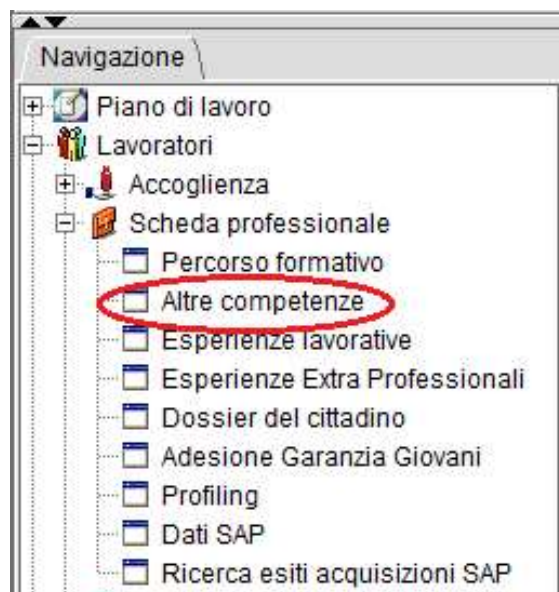 Navigazione
Piano di lavoro
Lavoratori
Accoglienza
Scheda professionale
Percorso formativo
Altre competenze
Esperienze lavorative
Esperienze Extra Professionali
Dossier del cittadino
Adesione Garanzia Giovani
Profiling
Dati SAP
Ricerca esiti acquisizioni SAP